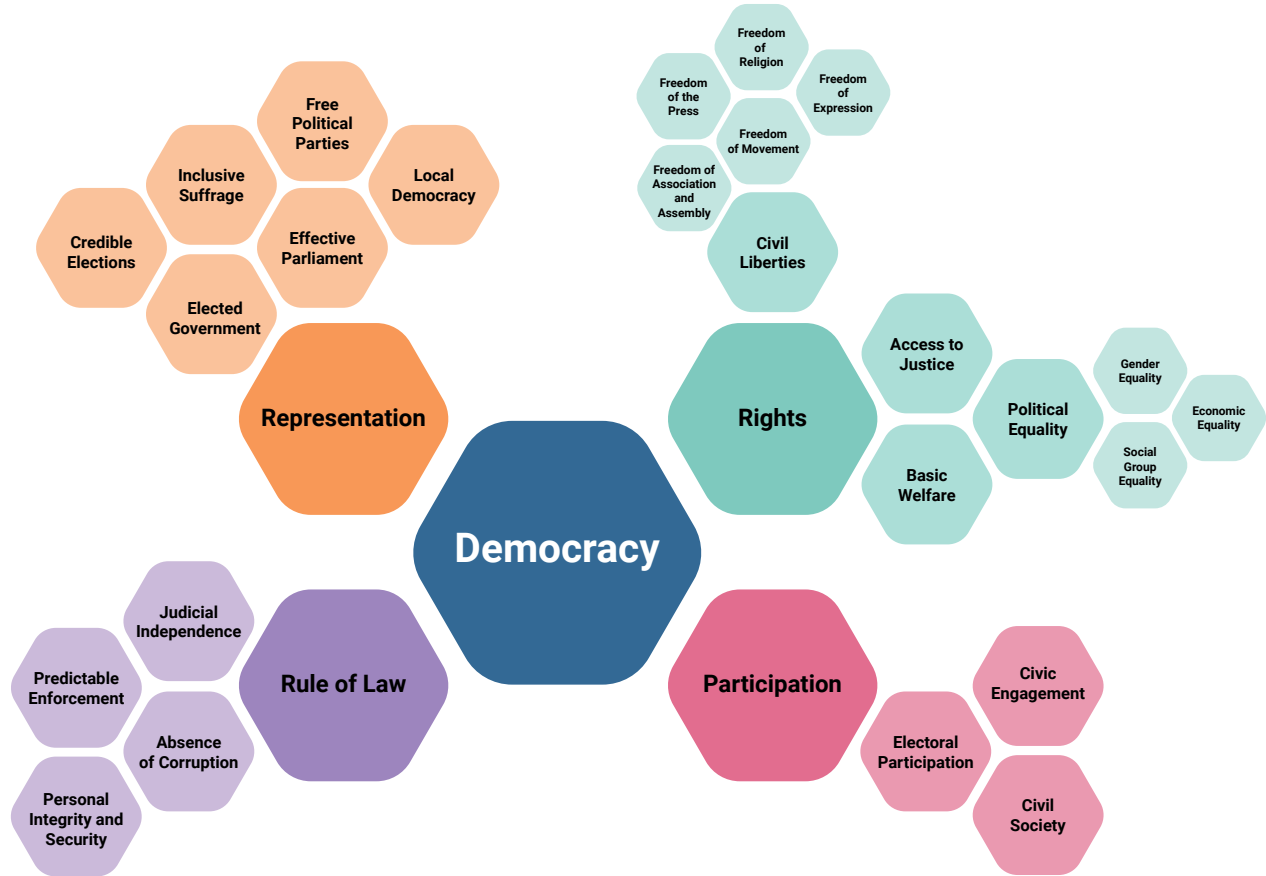 Democracy
Representation
Free
Political
Parties
Inclusive
Suffrage
Local
Democracy
Credible
Elections
Effective
Parliament
Elected
Government
Rights
Civil
Liberties
Freedom
of
Religion
Freedom
of the
Press
Freedom
of
Expression
Freedom
of Movement
Freedom of
Association
and
Assembly
Access to
Justice
Basic
Welfare
Political
Equality
Gender
Equality
Economic
Equality
Social
Group
Equality
Rule of Law
Judicial
Independence
Predictable
Enforcement
Absence
of Corruption
Personal
Integrity and
Security
Participation
Electoral
Participation
Civic
Engagement
Civil
Society